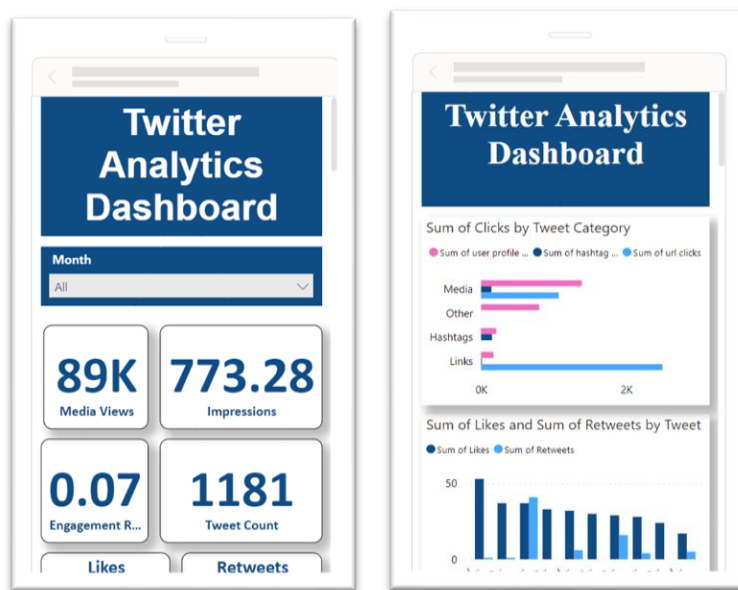 Twitter
Analytics
Dashboard
Month
All
89K
Media Views
773.28
Impressions
0.07
Engagement R...
1181
Tweet Count
Likes
Retweets
Twitter Analytics
Dashboard
Sum of Clicks by Tweet Category
Sum of user profile ... Sum of hashtag ... Sum of url clicks
Media
Other
Hashtags
Links
0K 2K
Sum of Likes and Sum of Retweets by Tweet
Sum of Likes Sum of Retweets
50
0